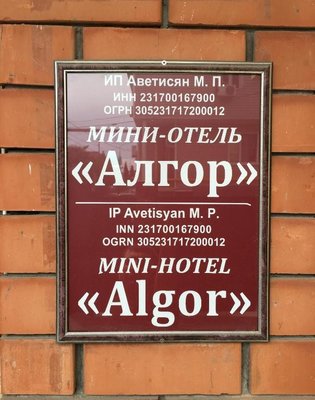 ИП Аветисян М. П.
ИНН 231700167900
ОГРН 305231717200012
МИНИ-ОТЕЛЬ
«Алгор»
IP Avetisyan M. P.
INN 231700167900
OGRN 305231717200012
MINI-HOTEL
«Algor»